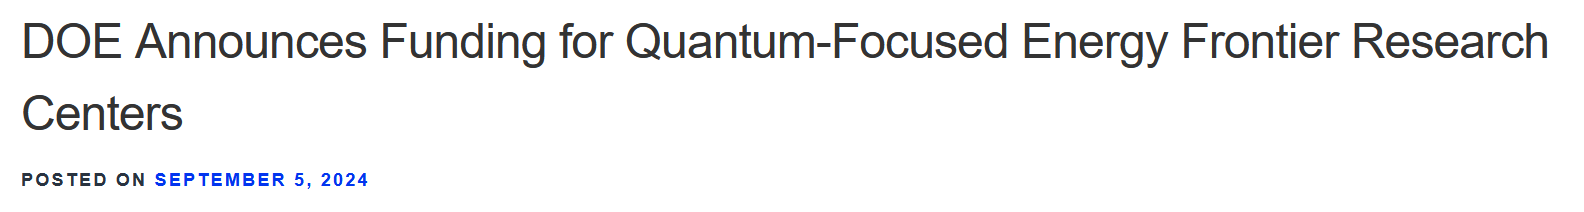 DOE Announces Funding for Quantum-Focused Energy Frontier Research
Centers
POSTED ON SEPTEMBER 5, 2024